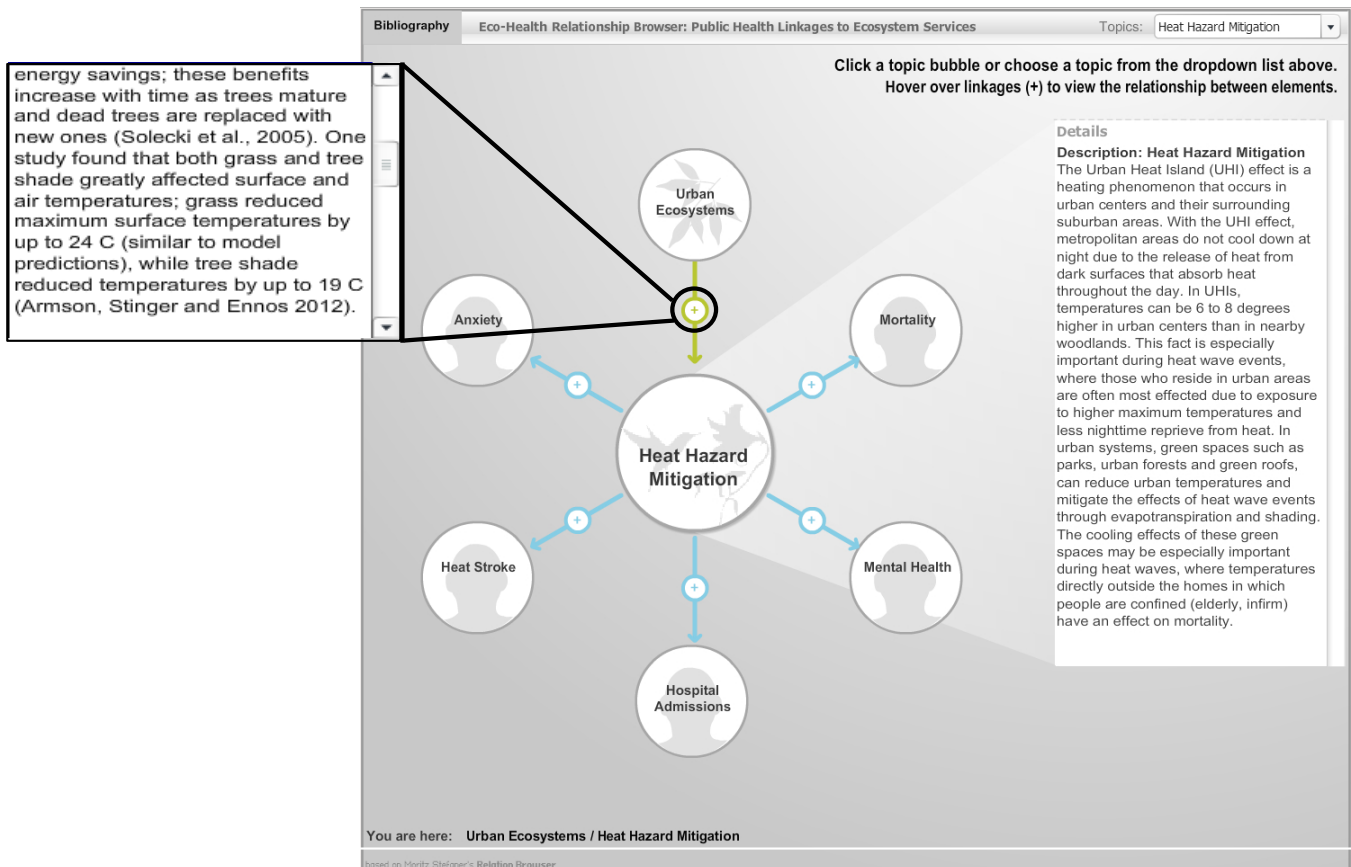 Bibliography
Eco-Health Relationship Browser: Public Health Linkages to Ecosystem Services
Topics:
Heat Hazard Mitigation
Click a topic bubble or choose a topic from the dropdown list above.
Hover over linkages (+) to view the relationship between elements.
energy savings; these benefits
increase with time as trees mature
and dead trees are replaced with
new ones (Solecki et al., 2005). One
study found that both grass and tree
shade greatly affected surface and
air temperatures; grass reduced
maximum surface temperatures by
up to 24 C (similar to model
predictions), while tree shade
reduced temperatures by up to 19 C
(Armson, Stinger and Ennos 2012).
Urban
Ecosystems
+
Anxiety
+
Mortality
+
Heat Hazard
Mitigation
Heat Stroke
+
Mental Health
+
+
Hospital
Admissions
Details
Description: Heat Hazard Mitigation
The Urban Heat Island (UHI) effect is a
heating phenomenon that occurs in
urban centers and their surrounding
suburban areas. With the UHI effect,
metropolitan areas do not cool down at
night due to the release of heat from
dark surfaces that absorb heat
throughout the day. In UHIs,
temperatures can be 6 to 8 degrees
higher in urban centers than in nearby
woodlands. This fact is especially
important during heat wave events,
where those who reside in urban areas
are often most effected due to exposure
to higher maximum temperatures and
less nighttime reprieve from heat. In
urban systems, green spaces such as
parks, urban forests and green roofs,
can reduce urban temperatures and
mitigate the effects of heat wave events
through evapotranspiration and shading.
The cooling effects of these green
spaces may be especially important
during heat waves, where temperatures
directly outside the homes in which
people are confined (elderly, infirm)
have an effect on mortality.
You are here: Urban Ecosystems / Heat Hazard Mitigation
based on Moritz Stefaner's Relation Browser